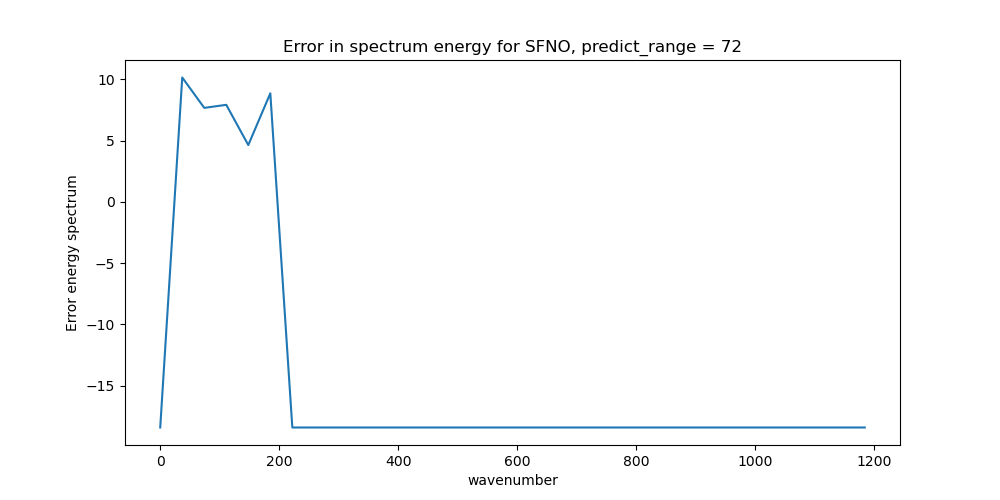 Error in spectrum energy for SFNO, predict_range = 72
10
5
0
−5
−10
−15
Error energy spectrum
0 200 400 600 800 1000 1200
wavenumber